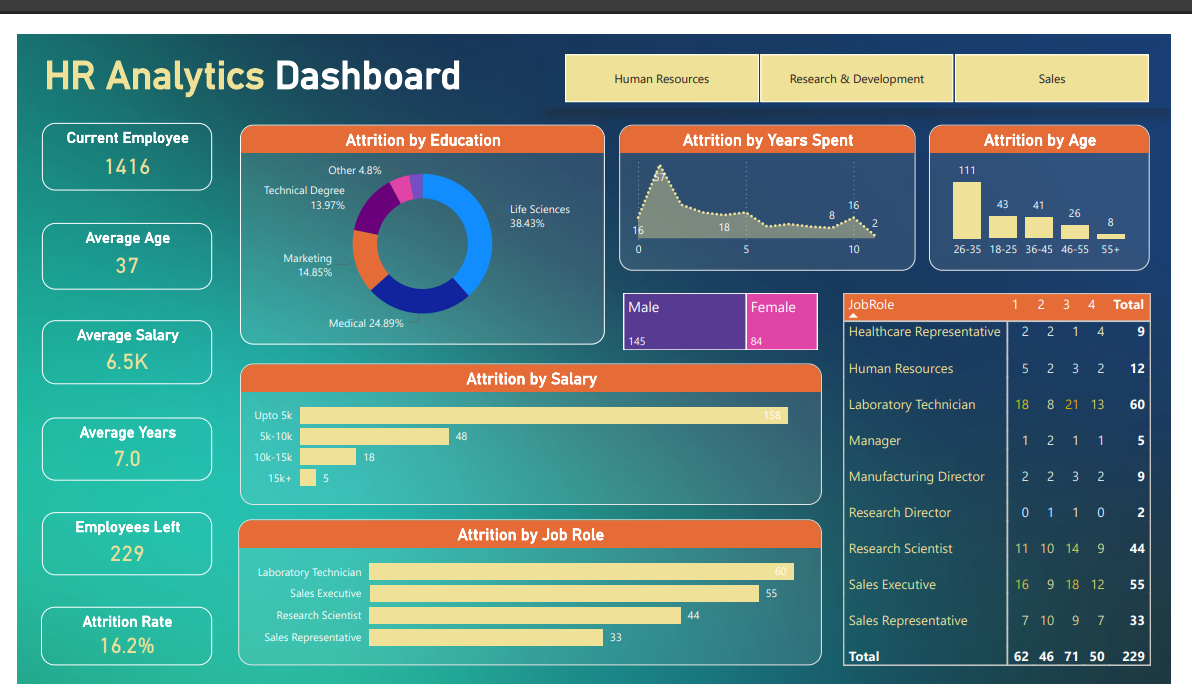 HR Analytics Dashboard
Human Resources
Research & Development
Sales
Current Employee
1416
Average Age
37
Average Salary
6.5K
Average Years
7.0
Employees Left
229
Attrition Rate
16.2%
Attrition by Education
Other 4.8%
Technical Degree
13.97%
Life Sciences
38.43%
Marketing
14.85%
Medical 24.89%
Attrition by Years Spent
57
16
18
8
16
2
0 5 10
Attrition by Age
111
43
41
26
8
26-35 18-25 36-45 46-55 55+
Male
145
Female
84
Attrition by Salary
Upto 5k 158
5k-10k 48
10k-15k 18
15k+ 5
Attrition by Job Role
Laboratory Technician 60
Sales Executive 55
Research Scientist 44
Sales Representative 33
JobRole 1 2 3 4 Total
Healthcare Representative 2 2 1 4 9
Human Resources 5 2 3 2 12
Laboratory Technician 18 8 21 13 60
Manager 1 2 1 1 5
Manufacturing Director 2 2 3 2 9
Research Director 0 1 1 0 2
Research Scientist 11 10 14 9 44
Sales Executive 16 9 18 12 55
Sales Representative 7 10 9 7 33
Total 62 46 71 50 229